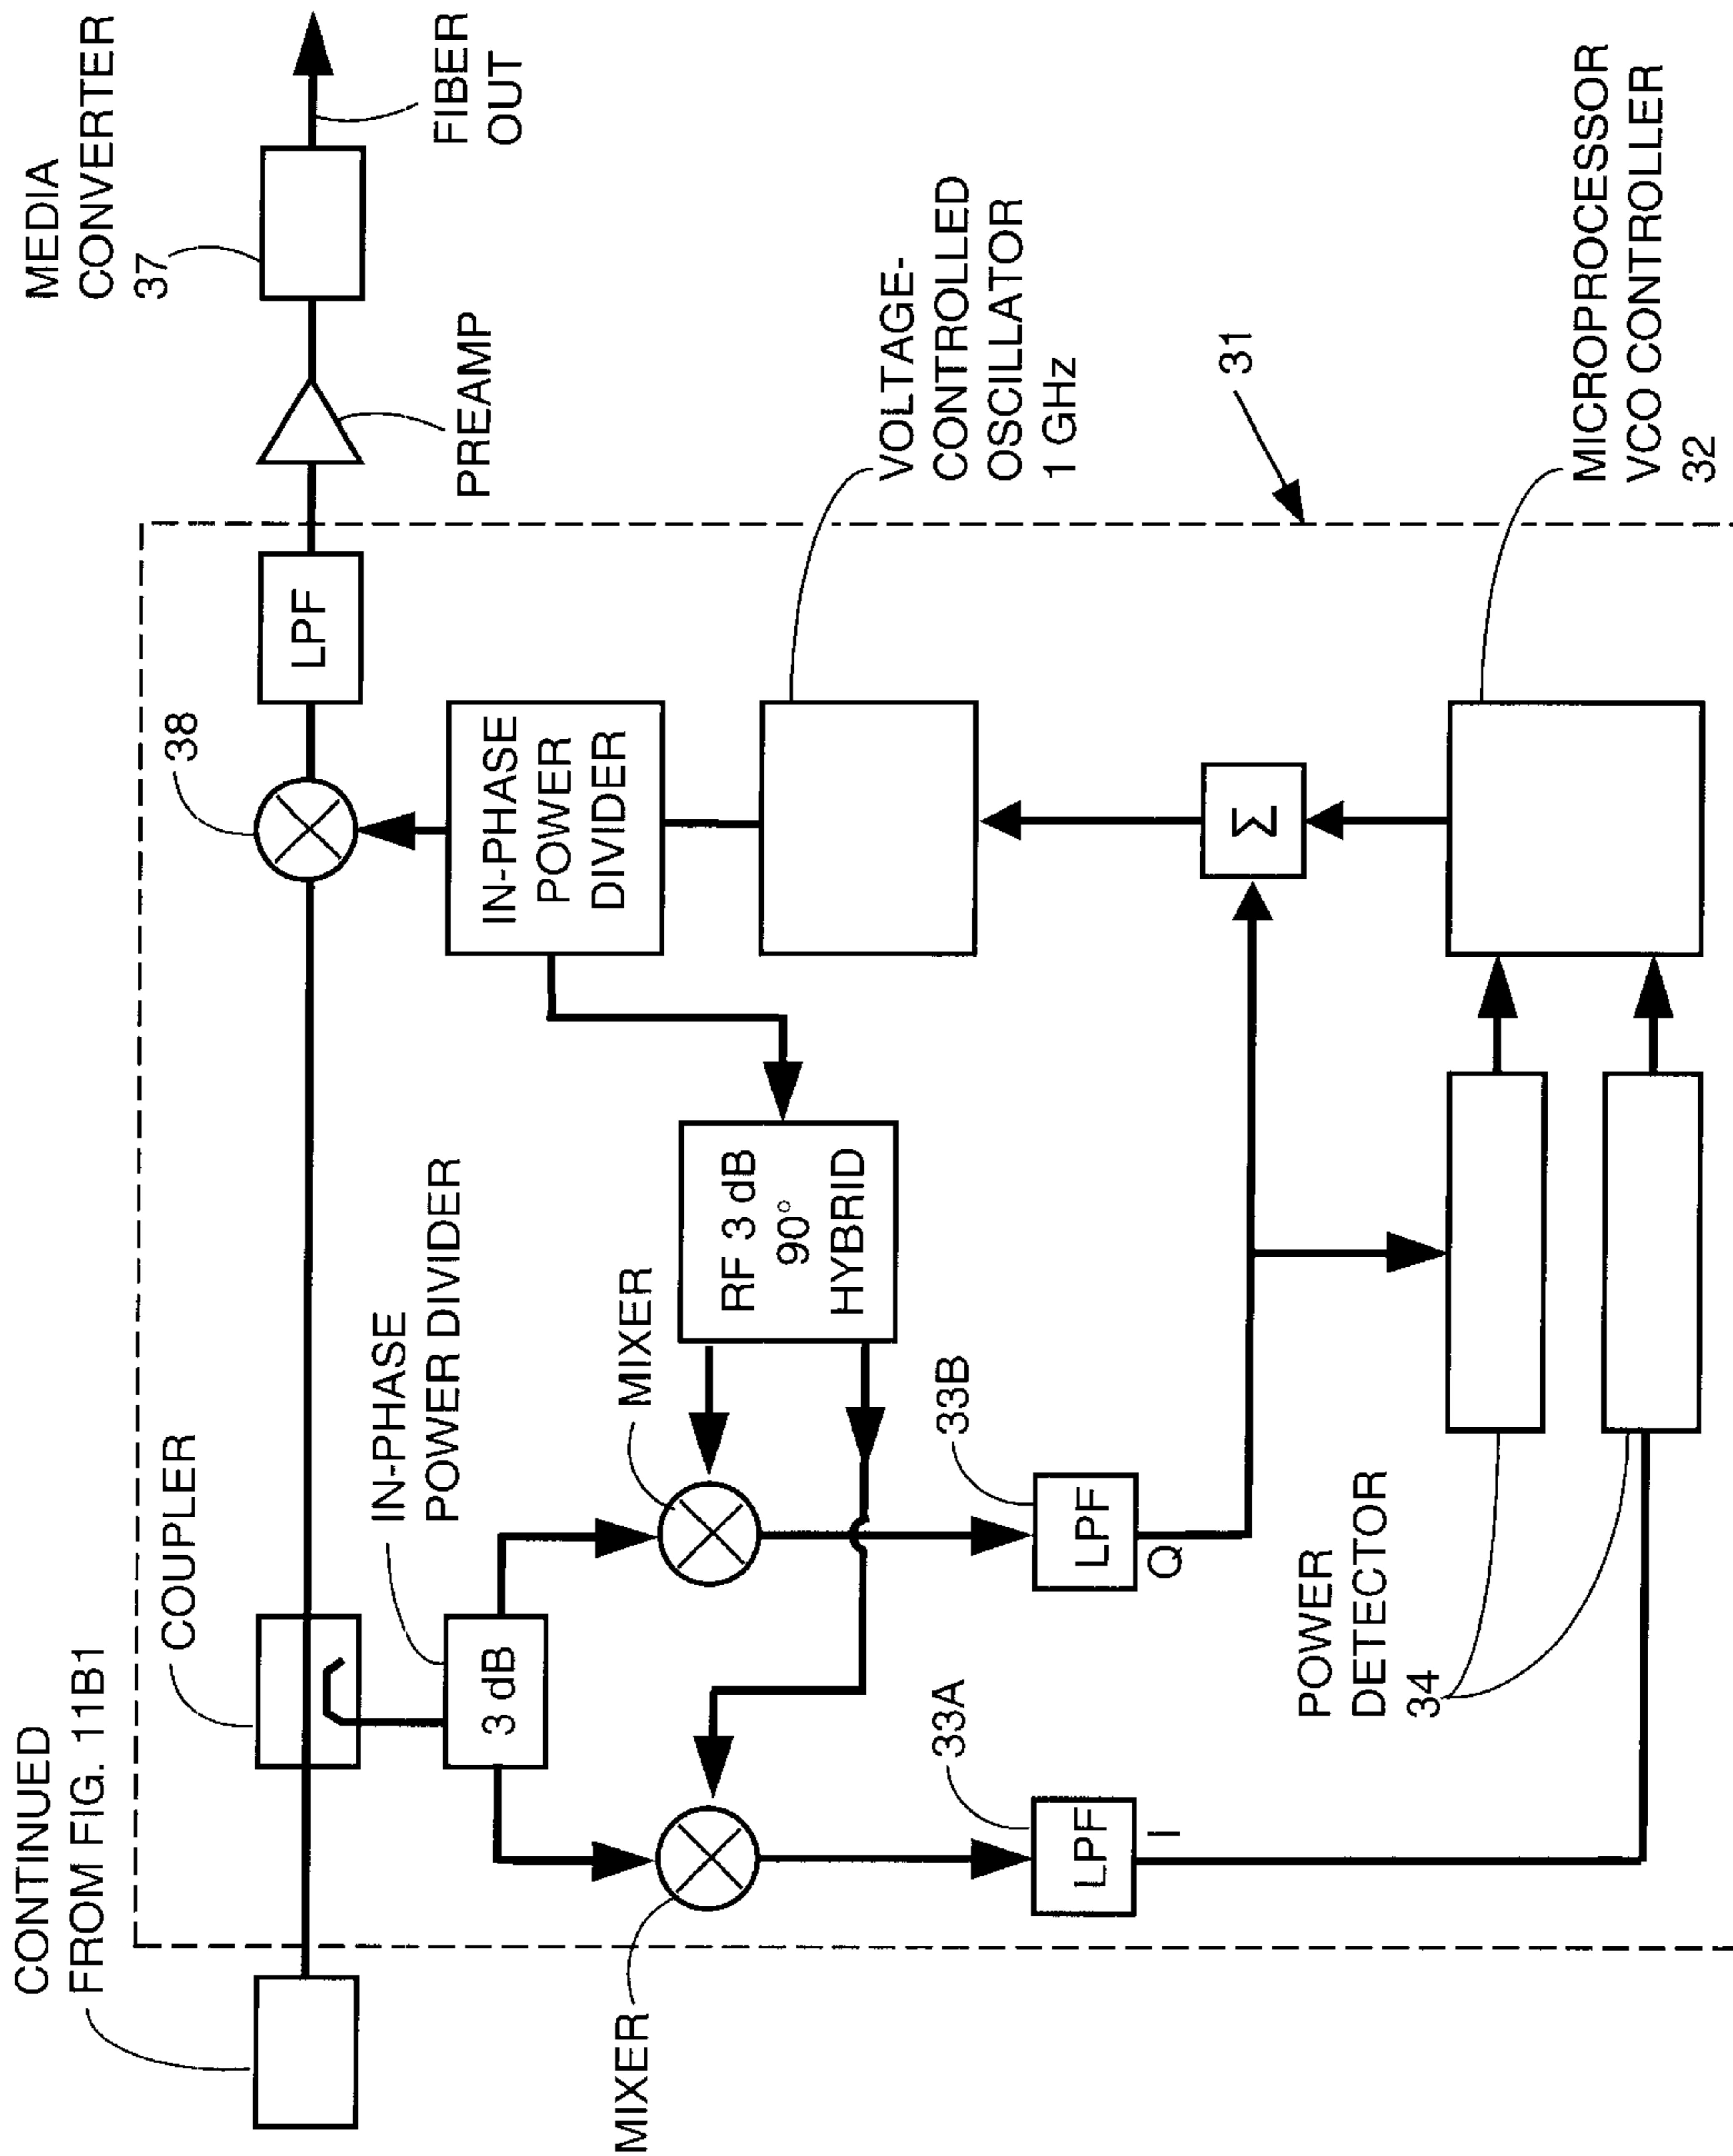 CONTINUED
FROM FIG. 11B1
COUPLER
38
LPF
PREAMP
MEDIA
CONVERTER
37
FIBER
OUT
IN-PHASE
POWER DIVIDER
3 dB
IN-PHASE
POWER
DIVIDER
MIXER
MIXER
RF 3 dB
90°
HYBRID
VOLTAGE-
CONTROLLED
OSCILLATOR
1 GHz
33A
LPF
I
33B
LPF
Q
Σ
31
POWER
DETECTOR
34
MICROPROCESSOR
VCO CONTROLLER
32